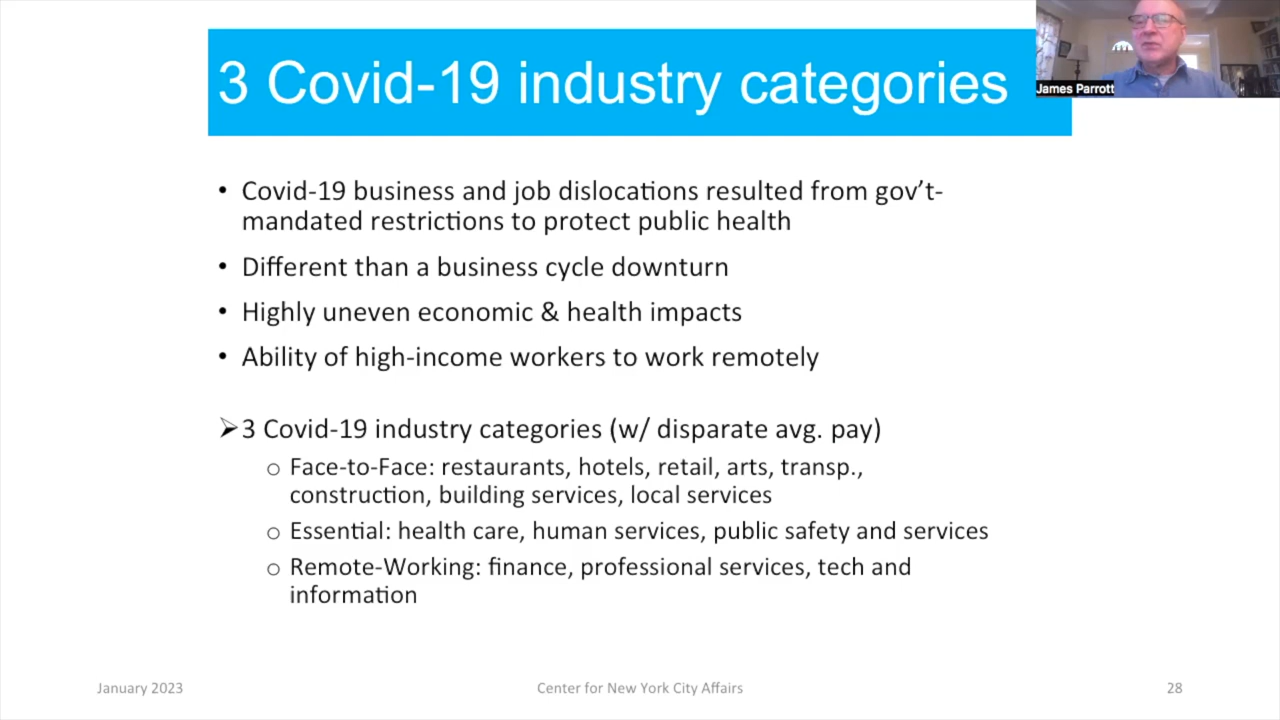 3 Covid-19 industry categories
James Parrott
• Covid-19 business and job dislocations resulted from gov’t-
mandated restrictions to protect public health
• Different than a business cycle downturn
• Highly uneven economic & health impacts
• Ability of high-income workers to work remotely
➢3 Covid-19 industry categories (w/ disparate avg. pay)
o Face-to-Face: restaurants, hotels, retail, arts, transp.,
construction, building services, local services
o Essential: health care, human services, public safety and services
o Remote-Working: finance, professional services, tech and
information
January 2023
Center for New York City Affairs
28